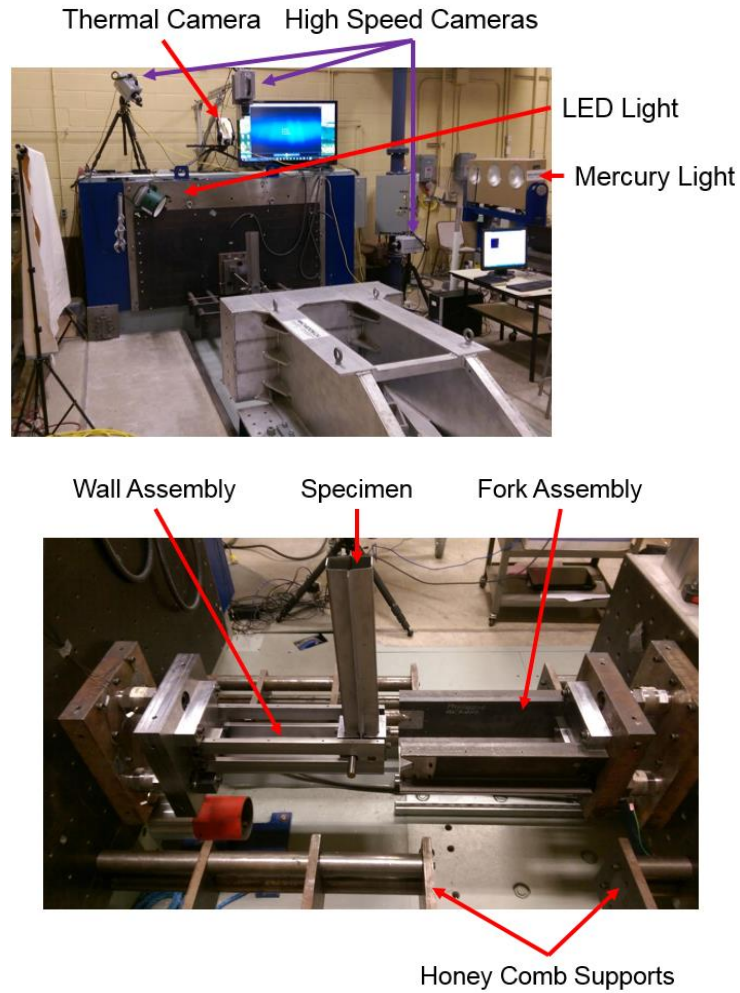 Thermal Camera
High Speed Cameras
LED Light
Mercury Light
Wall Assembly
Specimen
Fork Assembly
Honey Comb Supports